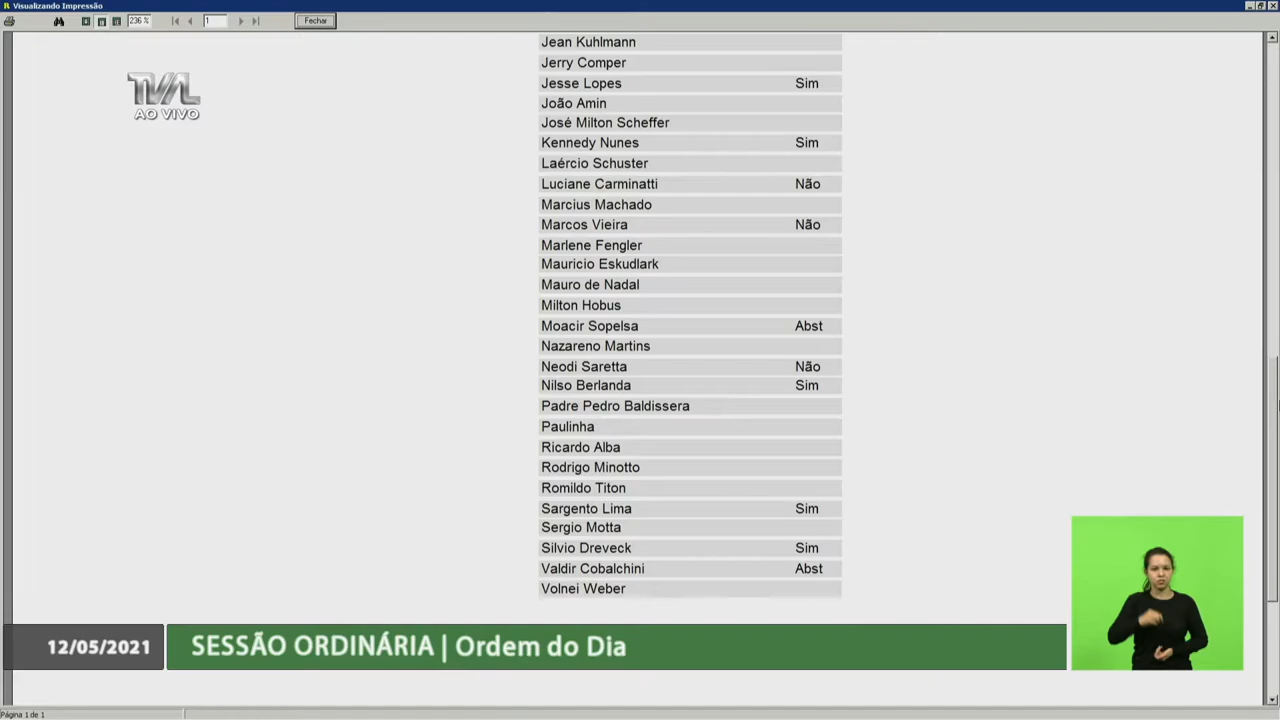 Visualizando Impressão
236 %
1
Fechar
TVAL
AO VIVO
Jean Kuhlmann
Jerry Comper
Jesse Lopes Sim
João Amin
José Milton Scheffer
Kennedy Nunes Sim
Laércio Schuster
Luciane Carminatti Não
Marcius Machado
Marcos Vieira Não
Marlene Fengler
Mauricio Eskudlark
Mauro de Nadal
Milton Hobus
Moacir Sopelsa Abst
Nazareno Martins
Neodi Saretta Não
Nilso Berlanda Sim
Padre Pedro Baldissera
Paulinha
Ricardo Alba
Rodrigo Minotto
Romildo Titon
Sargento Lima Sim
Sergio Motta
Silvio Dreveck Sim
Valdir Cobalchini Abst
Volnei Weber
12/05/2021 SESSÃO ORDINÁRIA | Ordem do Dia
Página 1 de 1